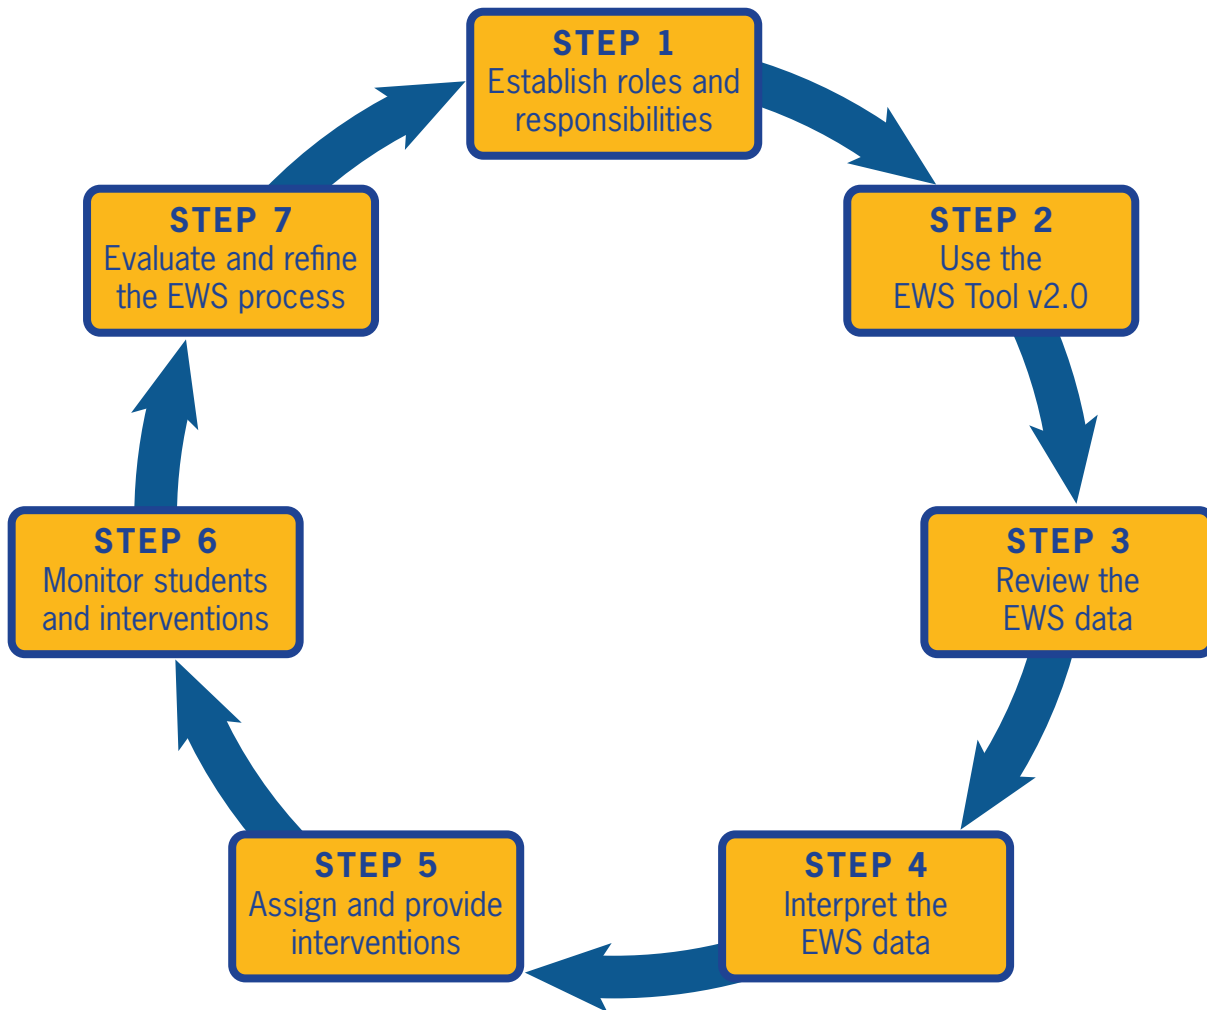 STEP 1
Establish roles and
responsibilities
STEP 2
Use the
EWS Tool v2.0
STEP 3
Review the
EWS data
STEP 4
Interpret the
EWS data
STEP 5
Assign and provide
interventions
STEP 6
Monitor students
and interventions
STEP 7
Evaluate and refine
the EWS process